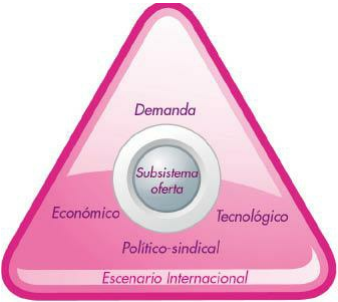 Demanda
Subsistema
oferta
Económico
Tecnológico
Político-sindical
Escenario Internacional